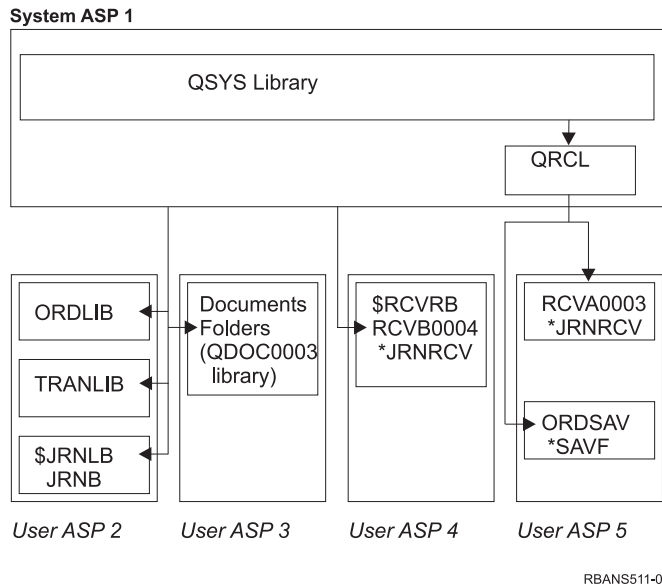 System ASP 1
QSYS Library
QRCL
ORDLIB
TRANLIB
$JRNLB
JRNB
Documents
Folders
(QDOC0003
library)
$RCVRB
RCVB0004
*JRNRCV
RCVA0003
*JRNRCV
ORDSAV
*SAVF
User ASP 2
User ASP 3
User ASP 4
User ASP 5
RBANS511-0